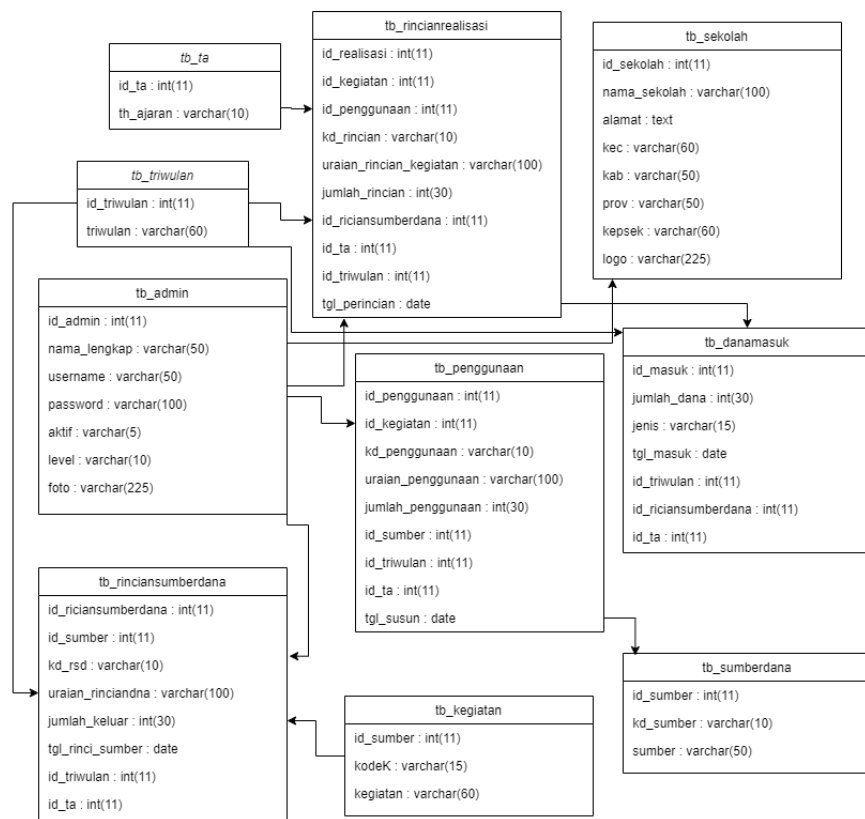 tb_ta
id_ta : int(11)
th_ajaran : varchar(10)
tb_rincianrealisasi
id_realisasi : int(11)
id_kegiatan : int(11)
id_penggunaan : int(11)
kd_rincian : varchar(10)
uraian_rincian_kegiatan : varchar(100)
jumlah_rincian : int(30)
id_riciansumberdana : int(11)
id_ta : int(11)
id_triwulan : int(11)
tgl_perincian : date
tb_sekolah
id_sekolah : int(11)
nama_sekolah : varchar(100)
alamat : text
kec : varchar(60)
kab : varchar(50)
prov : varchar(50)
kepsek : varchar(60)
logo : varchar(225)
tb_triwulan
id_triwulan : int(11)
triwulan : varchar(60)
tb_admin
id_admin : int(11)
nama_lengkap : varchar(50)
username : varchar(50)
password : varchar(100)
aktif : varchar(5)
level : varchar(10)
foto : varchar(225)
tb_penggunaan
id_penggunaan : int(11)
id_kegiatan : int(11)
kd_penggunaan : varchar(10)
uraian_penggunaan : varchar(100)
jumlah_penggunaan : int(30)
id_sumber : int(11)
id_triwulan : int(11)
id_ta : int(11)
tgl_susun : date
tb_danamasuk
id_masuk : int(11)
jumlah_dana : int(30)
jenis : varchar(15)
tgl_masuk : date
id_triwulan : int(11)
id_riciansumberdana : int(11)
id_ta : int(11)
tb_rinciansumberdana
id_riciansumberdana : int(11)
id_sumber : int(11)
kd_rsd : varchar(10)
uraian_rinciandna : varchar(100)
jumlah_keluar : int(30)
tgl_rinci_sumber : date
id_triwulan : int(11)
id_ta : int(11)
tb_kegiatan
id_sumber : int(11)
kodeK : varchar(15)
kegiatan : varchar(60)
tb_sumberdana
id_sumber : int(11)
kd_sumber : varchar(10)
sumber : varchar(50)